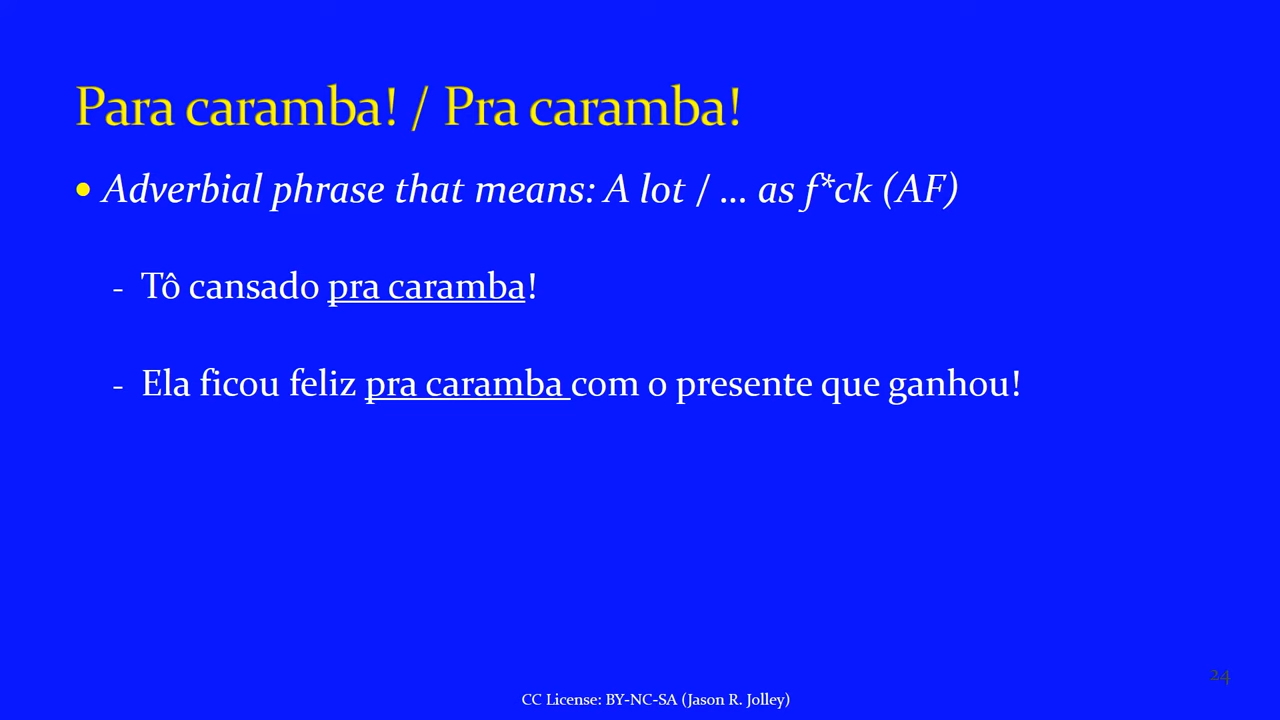 Para caramba! / Pra caramba!
• Adverbial phrase that means: A lot / ... as f*ck (AF)
- Tô cansado pra caramba!
- Ela ficou feliz pra caramba com o presente que ganhou!
24
CC License: BY-NC-SA (Jason R. Jolley)